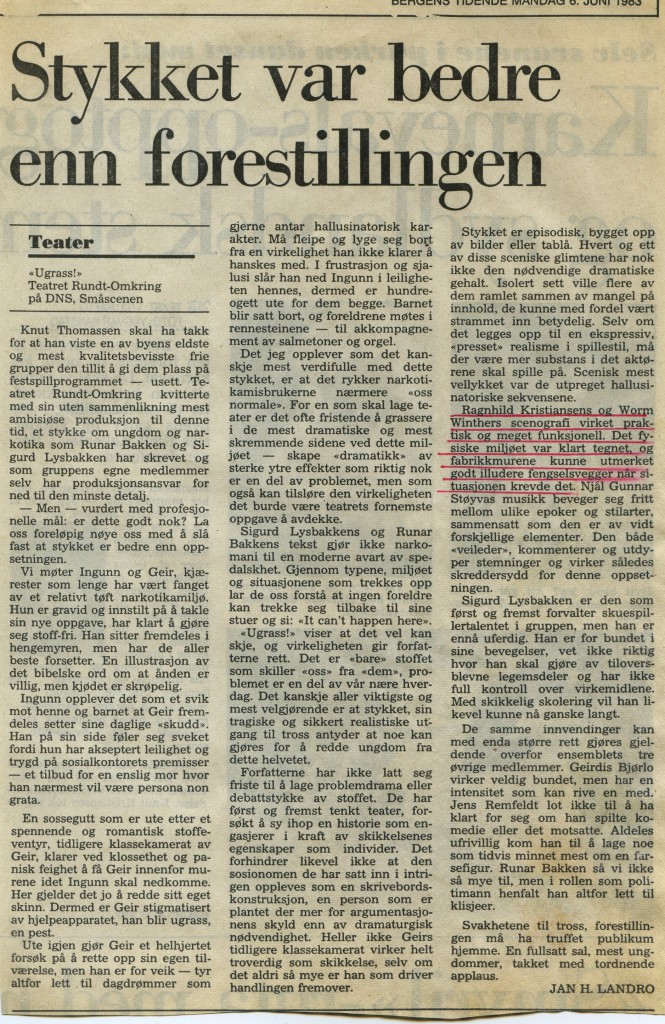 BERGENS TIDENDE MANDAG 6. JUNI 1983
Stykket var bedre
enn forestillingen
Teater
«Ugrass!»
Teatret Rundt-Omkring
på DNS, Småscenen
Knut Thomassen skal ha takk
for at han viste en av byens eldste
og mest kvalitetsbevisste frie
grupper den tillit å gi dem plass på
festspillprogrammet — usett. Te-
atret Rundt-Omkring kvitterte
med sin uten sammenlikning mest
ambisiøse produksjon til denne
tid, et stykke om ungdom og nar-
kotika som Runar Bakken og Si-
gurd Lysbakken har skrevet og
som gruppens egne medlemmer
selv har produksjonsansvar for
ned til den minste detalj.
— Men — vurdert med profesjo-
nelle mål: er dette godt nok? La
oss foreløpig nøye oss med å slå
fast at stykket er bedre enn opp-
setningen.
Vi møter Ingunn og Geir, kjæ-
rester som lenge har vært fanget
av et relativt tøft narkotikamiljø.
Hun er gravid og innstilt på å takle
sin nye oppgave, har klart å gjøre
seg stoff-fri. Han sitter fremdeles i
hengemyren, men har de aller
beste forsetter. En illustrasjon av
det bibelske ord om at ånden er
villig, men kjødet er skrøpelig.
Ingunn opplever det som et svik
mot henne og barnet at Geir frem-
deles setter sine daglige «skudd».
Han på sin side føler seg sveket
fordi hun har akseptert leilighet og
trygd på sosialkontorets premisser
— et tilbud for en enslig mor hvor
han nærmest vil være persona non
grata.
En sossegutt som er ute etter et
spennende og romantisk stoffe-
ventyr, tidligere klassekamerat av
Geir, klarer ved klossethet og pa-
nisk feighet å få Geir innenfor mu-
rene idet Ingunn skal nedkomme.
Her gjelder det jo å redde sitt eget
skinn. Dermed er Geir stigmatisert
av hjelpeapparatet, han blir ugrass,
en pest.
Ute igjen gjør Geir et helhjertet
forsøk på å rette opp sin egen til-
værelse, men han er for veik — tyr
altfor lett til dagdrømmer som
gjerne antar hallusinatorisk kar-
akter. Må fleipe og lyge seg bort
fra en virkelighet han ikke klarer å
hanskes med. I frustrasjon og sja-
lusi slår han ned Ingunn i leilighe-
ten hennes, dermed er hundre-
ogett ute for dem begge. Barnet
blir satt bort, og foreldrene møtes i
rennesteinene — til akkompagne-
ment av salmetoner og orgel.
Det jeg opplever som det kan-
skje mest verdifulle med dette
stykket, er at det rykker narkoti-
kamisbrukerne nærmere «oss
normale». For en som skal lage te-
ater er det ofte fristende å grassere
i de mest dramatiske og mest
skremmende sidene ved dette mil-
jøet — skape «dramatikk» av
sterke ytre effekter som riktig nok
er en del av problemet, men som
også kan tilsløre den virkeligheten
det burde være teatrets fornemste
oppgave å avdekke.
Sigurd Lysbakkens og Runar
Bakkens tekst gjør ikke narko-
mani til en moderne avart av spe-
dalskhet. Gjennom typene, miljøet
og situasjonene som trekkes opp
lar de oss forstå at ingen foreldre
kan trekke seg tilbake til sine
stuer og si: «It can't happen here».
«Ugrass!» viser at det vel kan
skje, og virkeligheten gir forfat-
terne rett. Det er «bare» stoffet
som skiller «oss» fra «dem», pro-
blemet er en del av vår nære hver-
dag. Det kanskje aller viktigste og
mest velgjørende er at stykket, sin
tragiske og sikkert realistiske ut-
gang til tross antyder at noe kan
gjøres for å redde ungdom fra
dette helvetet.
Forfatterne har ikke latt seg
friste til å lage problemdrama eller
debattstykke av stoffet. De har
først og fremst tenkt teater, for-
søkt å sy ihop en historie som en-
gasjerer i kraft av skikkelsenes
egenskaper som individer. Det
forhindrer likevel ikke at den
sosionomen de har satt inn i intri-
gen oppleves som en skrivebords-
konstruksjon, en person som er
plantet der mer for argumentasjo-
nens skyld enn av dramaturgisk
nødvendighet. Heller ikke Geirs
tidligere klassekamerat virker helt
troverdig som skikkelse, selv om
det aldri så mye er han som driver
handlingen fremover.
Stykket er episodisk, bygget opp
av bilder eller tablå. Hvert og ett
av disse sceniske glimtene har nok
ikke den nødvendige dramatiske
gehalt. Isolert sett ville flere av
dem ramlet sammen av mangel på
innhold, de kunne med fordel vært
strammet inn betydelig. Selv om
det legges opp til en ekspressiv,
«presset» realisme i spillestil, må
der være mer substans i det aktø-
rene skal spille på. Scenisk mest
vellykket var de utpreget hallusi-
natoriske sekvensene.
Ragnhild Kristiansens og Worm
Winthers scenografi virket prak-
tisk og meget funksjonell. Det fy-
siske miljøet var klart tegnet, og
fabrikkmurene kunne utmerket
godt illudere fengselsvegger når si-
tuasjonen krevde det. Njål Gunnar
Støyvas musikk beveger seg fritt
mellom ulike epoker og stilarter,
sammensatt som den er av vidt
forskjellige elementer. Den både
«veileder», kommenterer og utdy-
per stemninger og virker således
skreddersydd for denne oppset-
ningen.
Sigurd Lysbakken er den som
først og fremst forvalter skuespil-
lertalentet i gruppen, men han er
ennå uferdig. Han er for bundet i
sine bevegelser, vet ikke riktig
hvor han skal gjøre av tilovers-
blevne legemsdeler og har ikke
full kontroll over virkemidlene.
Med skikkelig skolering vil han li-
kevel kunne nå ganske langt.
De samme innvendinger kan
med enda større rett gjøres gjel-
dende overfor ensemblets tre
øvrige medlemmer. Geirdis Bjørlo
virker veldig bundet, men har en
intensitet som kan rive en med.
Jens Remfeldt lot ikke til å ha
klart for seg om han spilte ko-
medie eller det motsatte. Aldeles
ufrivillig kom han til å lage noe
som tidvis minnet mest om en far-
sefigur. Runar Bakken så vi ikke
så mye til, men i rollen som poli-
timann henfalt han altfor lett til
klisjeer.
Svakhetene til tross, forestillin-
gen må ha truffet publikum
hjemme. En fullsatt sal, mest ung-
dommer, takket med tordnende
applaus.
JAN H. LANDRO